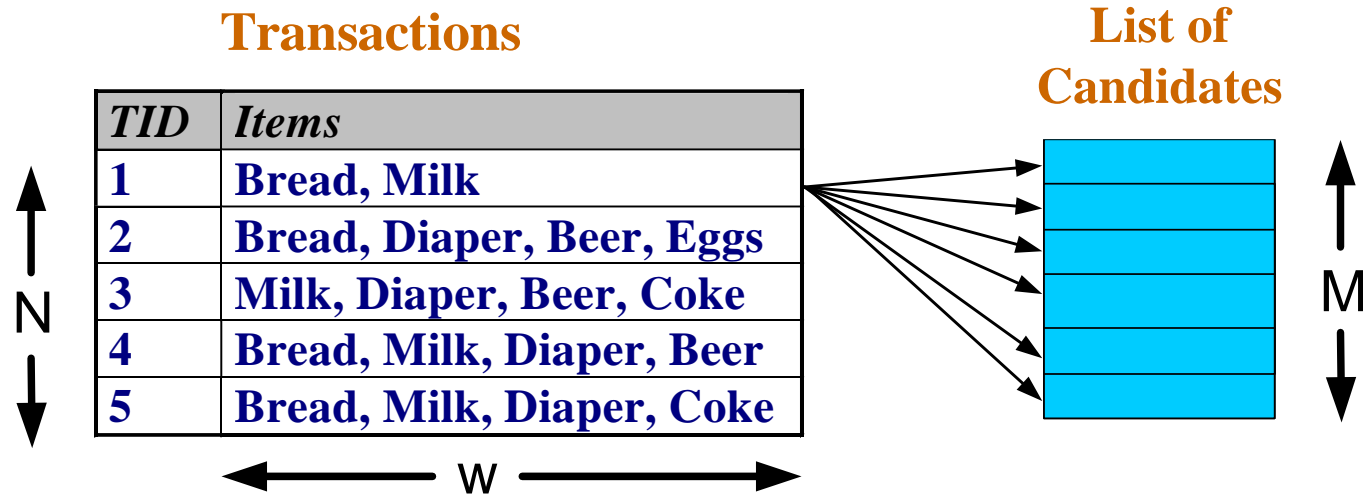 Transactions
List of
Candidates
TID Items
1 Bread, Milk
2 Bread, Diaper, Beer, Eggs
3 Milk, Diaper, Beer, Coke
4 Bread, Milk, Diaper, Beer
5 Bread, Milk, Diaper, Coke
N
M
w